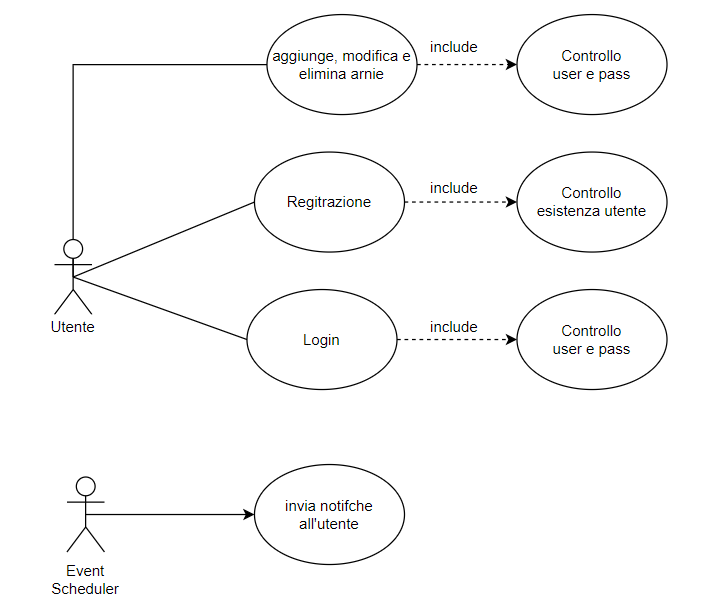 aggiunge, modifica e
elimina arnie
include
Controllo
user e pass
Regitrazione
include
Controllo
esistenza utente
Utente
Login
include
Controllo
user e pass
invia notifche
all'utente
Event
Scheduler